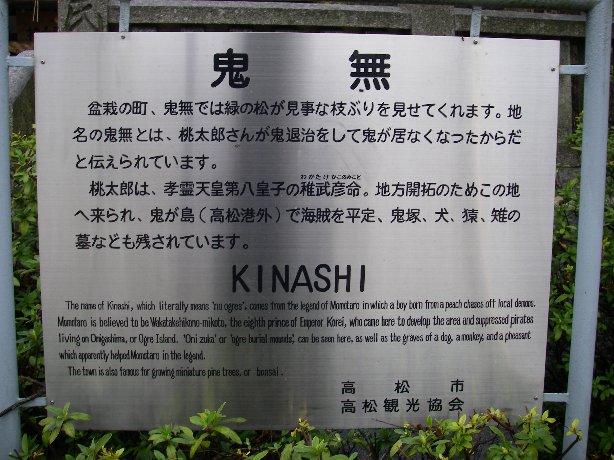 鬼無
盆栽の町、鬼無では緑の松が見事な枝ぶりを見せてくれます。地
名の鬼無とは、桃太郎さんが鬼退治をして鬼が居なくなったからだ
と伝えられています。
桃太郎は、孝霊天皇第八皇子の稚武彦命。地方開拓のためこの地
わかたけひこのみこと
へ来られ、鬼が島（高松港外）で海賊を平定、鬼塚、犬、猿、雉の
墓なども残されています。
KINASHI
The name of Kinashi, which literally means 'no ogres', comes from the legend of Momotaro in which a boy born from a peach chases off local demons.
Momotaro is believed to be Wakatakehikono-mikoto, the eighth prince of Emperor Korei, who came here to develop the area and suppressed pirates
living on Onigashima, or Ogre Island. 'Oni zuka' or 'ogre burial mounds', can be seen here, as well as the graves of a dog, a monkey, and a pheasant
which apparently helped Momotaro in the legend.
The town is also famous for growing miniature pine trees, or bonsai.
高松市
高松観光協会